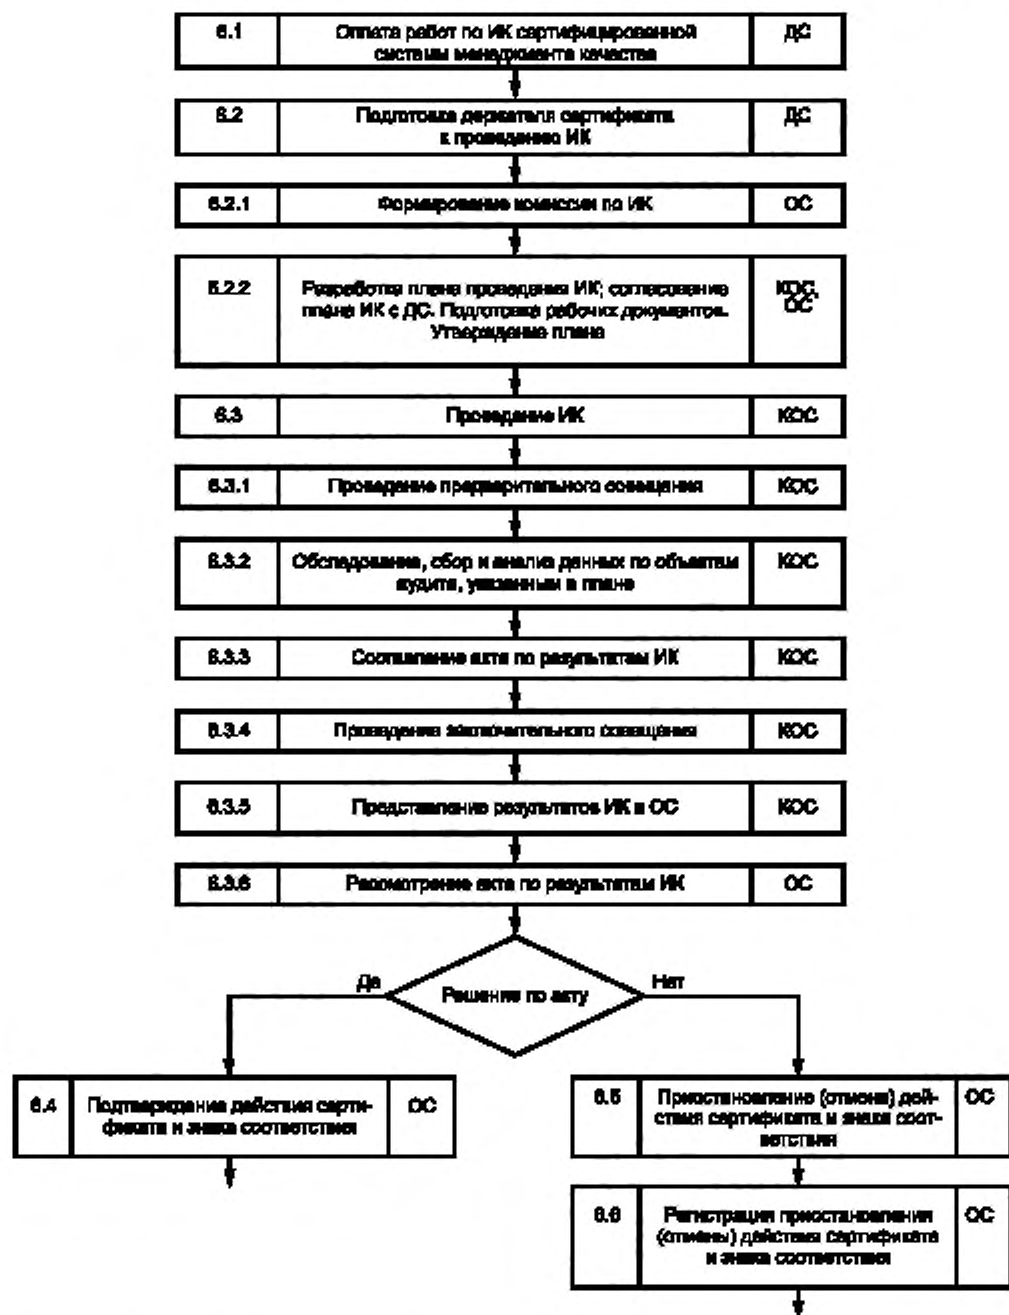 6.1 Оплата работ по ИК сертифицированной ДС
системы менеджмента качества
6.2 Подготовка держателя сертификата ДС
к проведению ИК
6.2.1 Формирование комиссии по ИК ОС
6.2.2 Разработка плана проведения ИК; согласование КОС,
плана ИК с ДС. Подготовка рабочих документов. ОС
Утверждение плана
6.3 Проведение ИК КОС
6.3.1 Проведение предварительного совещания КОС
6.3.2 Обследование, сбор и анализ данных по объектам КОС
аудита, указанным в плане
6.3.3 Составление акта по результатам ИК КОС
6.3.4 Проведение заключительного совещания КОС
6.3.5 Представление результатов ИК в ОС КОС
6.3.6 Рассмотрение акта по результатам ИК ОС
Да Нет
Решение по акту
6.4 Подтверждение действия серти- ОС
фиката и знака соответствия
6.5 Приостановление (отмена) дей- ОС
ствия сертификата и знака соот-
ветствия
6.6 Регистрация приостановления ОС
(отмены) действия сертификата
и знака соответствия